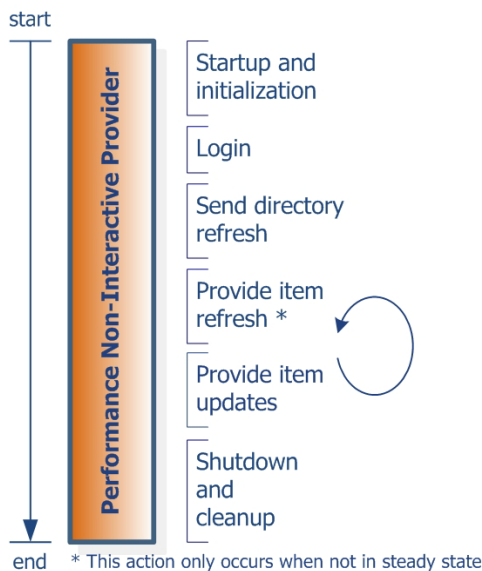 start
Performance Non-Interactive Provider
Startup and
initialization
Login
Send directory
refresh
Provide item
refresh *
Provide item
updates
Shutdown
and
cleanup
end
* This action only occurs when not in steady state